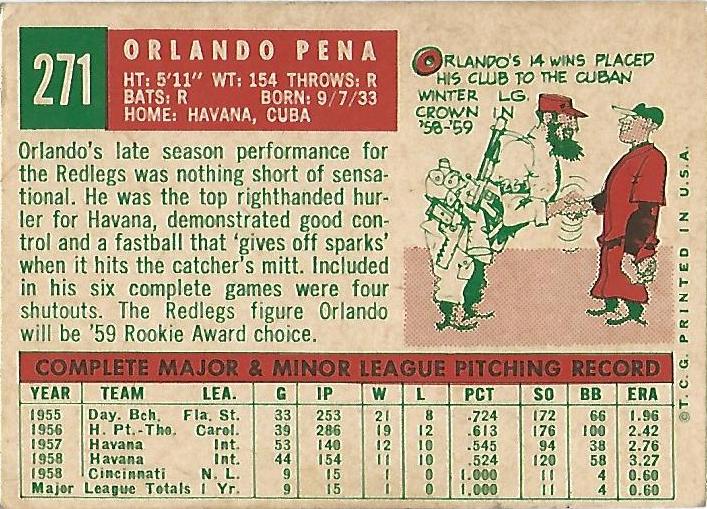 271
ORLANDO PENA
HT: 5'11" WT: 154 THROWS: R
BATS: R BORN: 9/7/33
HOME: HAVANA, CUBA
Orlando's late season performance for
the Redlegs was nothing short of sensa-
tional. He was the top righthanded hur-
ler for Havana, demonstrated good con-
trol and a fastball that 'gives off sparks'
when it hits the catcher's mitt. Included
in his six complete games were four
shutouts. The Redlegs figure Orlando
will be '59 Rookie Award choice.
ORLANDO'S 14 WINS PLACED
HIS CLUB TO THE CUBAN
WINTER LG.
CROWN IN
'58-'59
COMPLETE MAJOR & MINOR LEAGUE PITCHING RECORD
YEAR TEAM LEA. G IP W L PCT SO BB ERA
1955 Day. Bch. Fla. St. 33 253 21 8 .724 172 66 1.96
1956 H. Pt.-Tho. Carol. 39 286 19 12 .613 176 100 2.42
1957 Havana Int. 53 140 12 10 .545 94 38 2.76
1958 Havana Int. 44 154 11 10 .524 120 58 3.27
1958 Cincinnati N. L. 9 15 1 0 1.000 11 4 0.60
Major League Totals 1 Yr. 9 15 1 0 1.000 11 4 0.60
© T.C.G. PRINTED IN U.S.A.